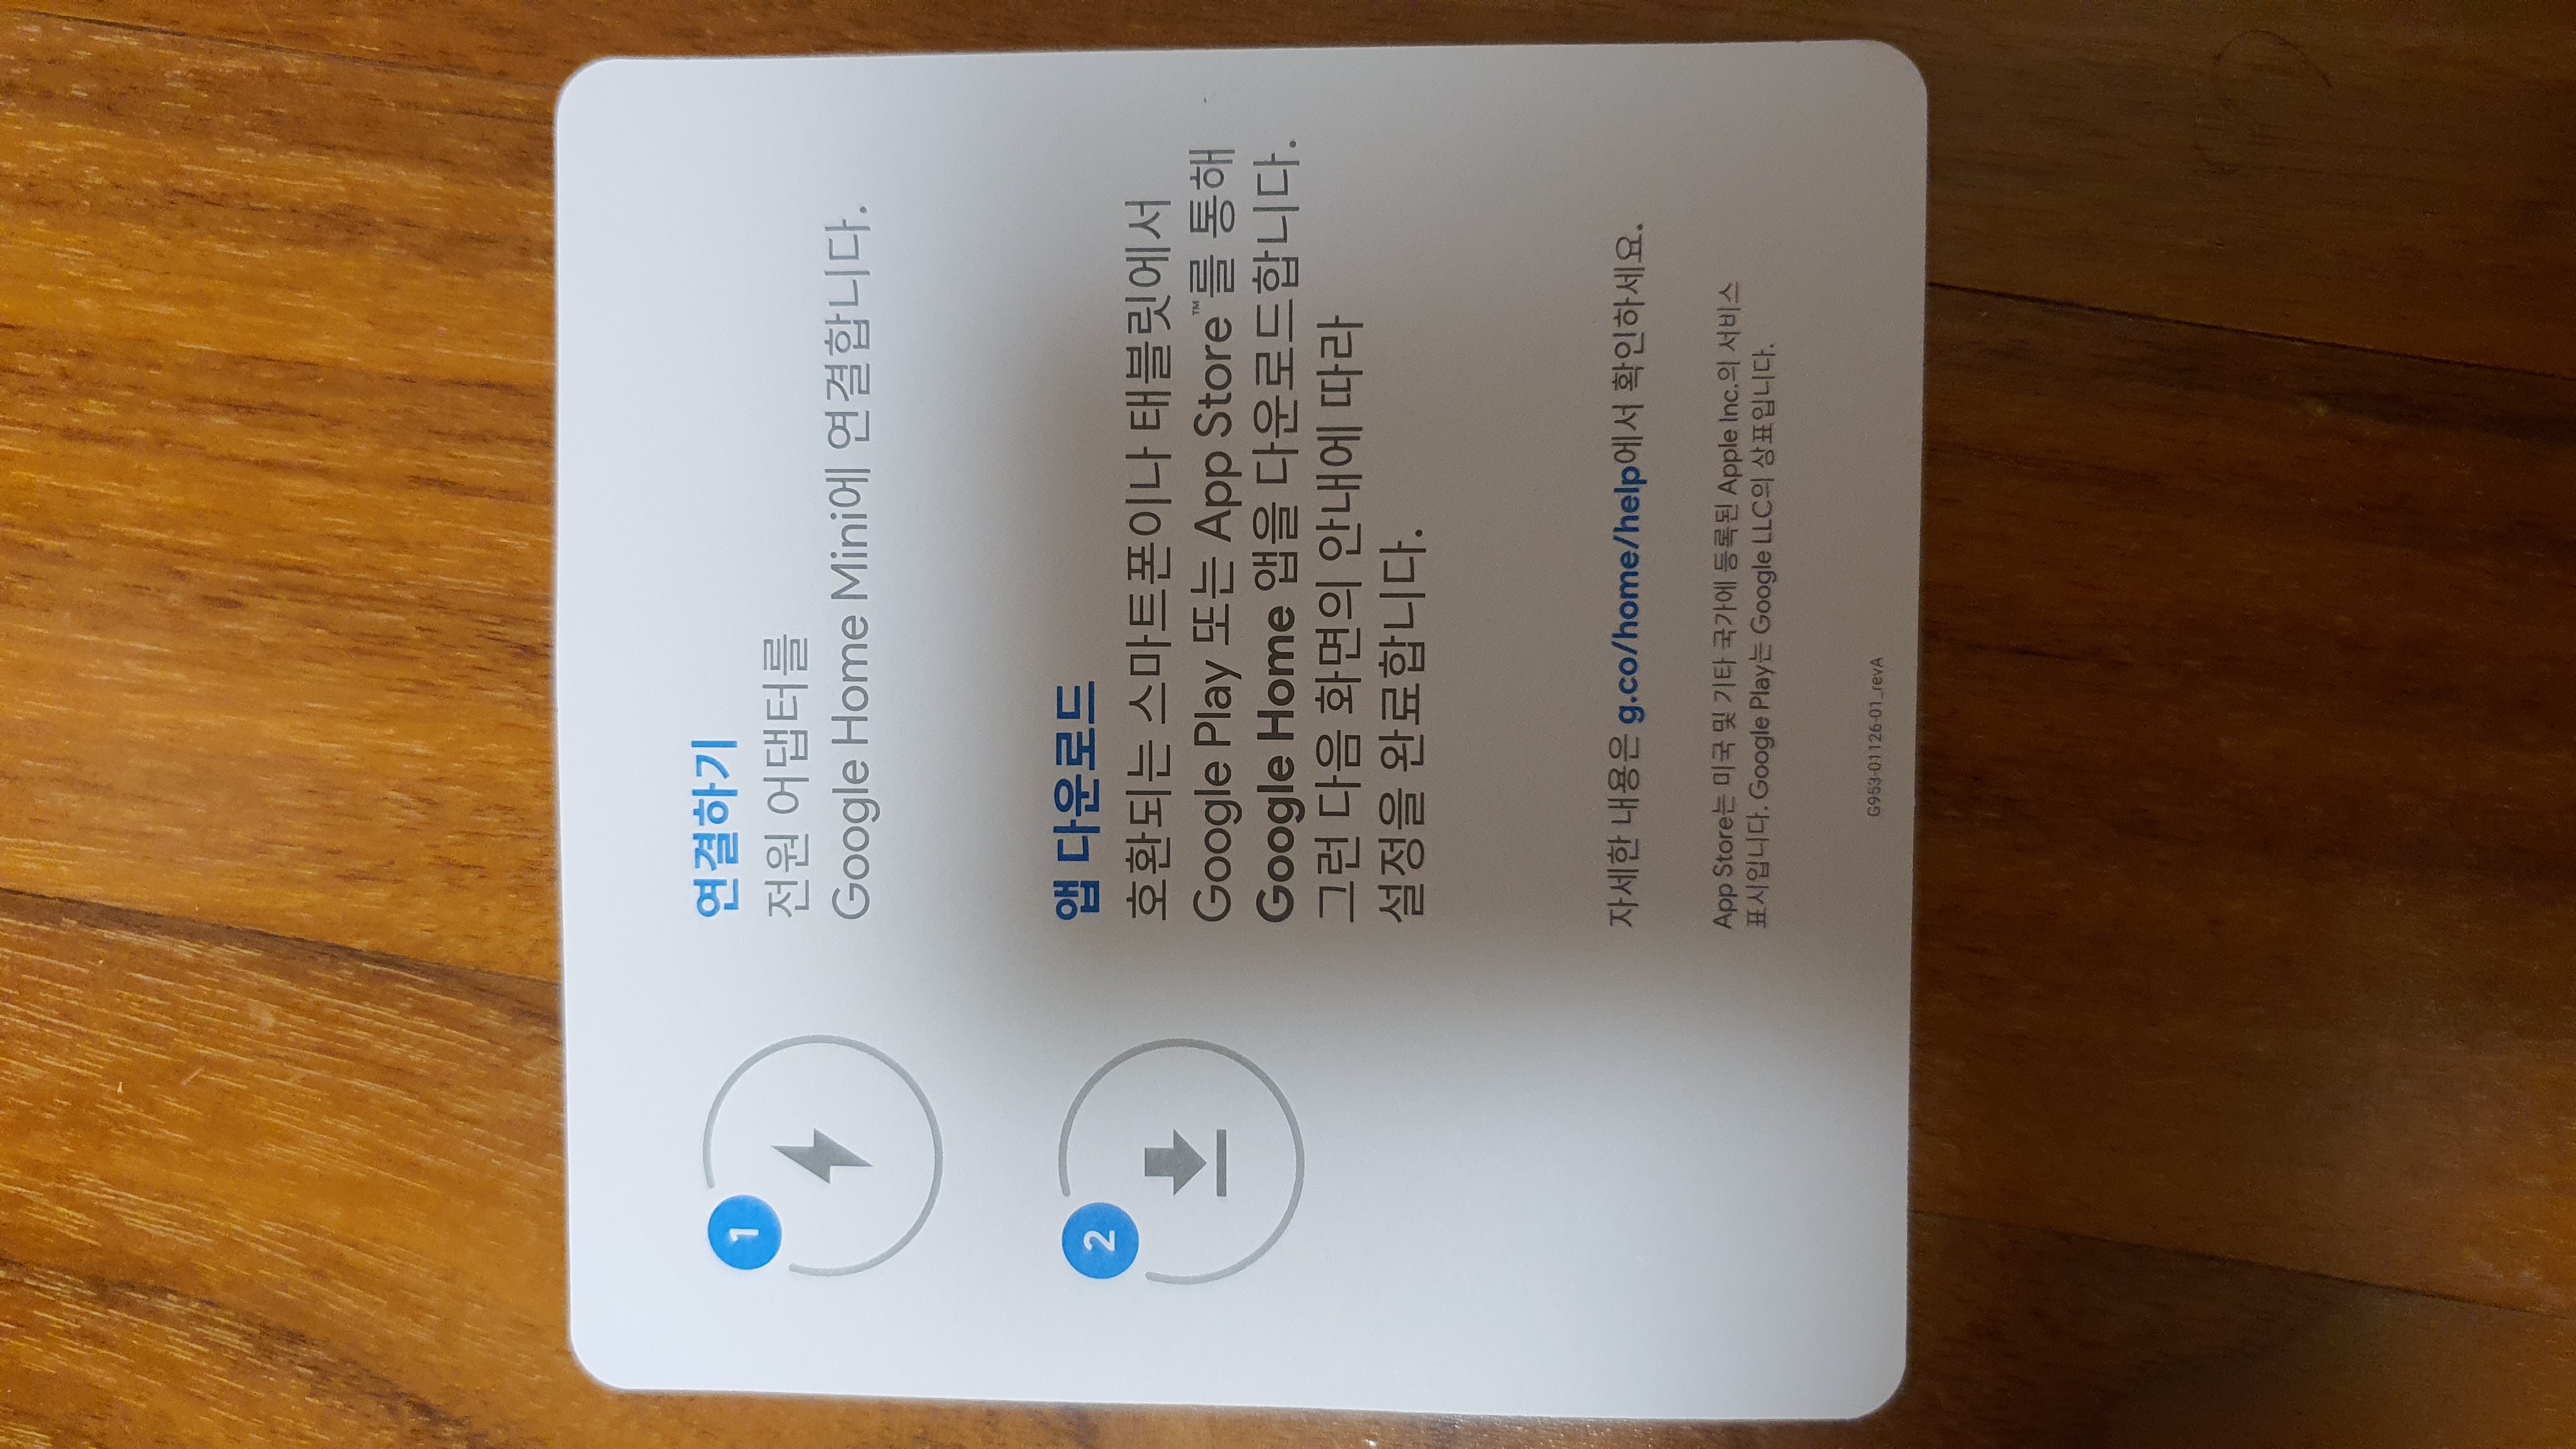 1
연결하기
전원 어댑터를
Google Home Mini에 연결합니다.
2
앱 다운로드
호환되는 스마트폰이나 태블릿에서
Google Play 또는 App Store™를 통해
Google Home 앱을 다운로드합니다.
그런 다음 화면의 안내에 따라
설정을 완료합니다.
자세한 내용은 g.co/home/help에서 확인하세요.
App Store는 미국 및 기타 국가에 등록된 Apple Inc.의 서비스
표시입니다. Google Play는 Google LLC의 상표입니다.
G953-01126-01_revA